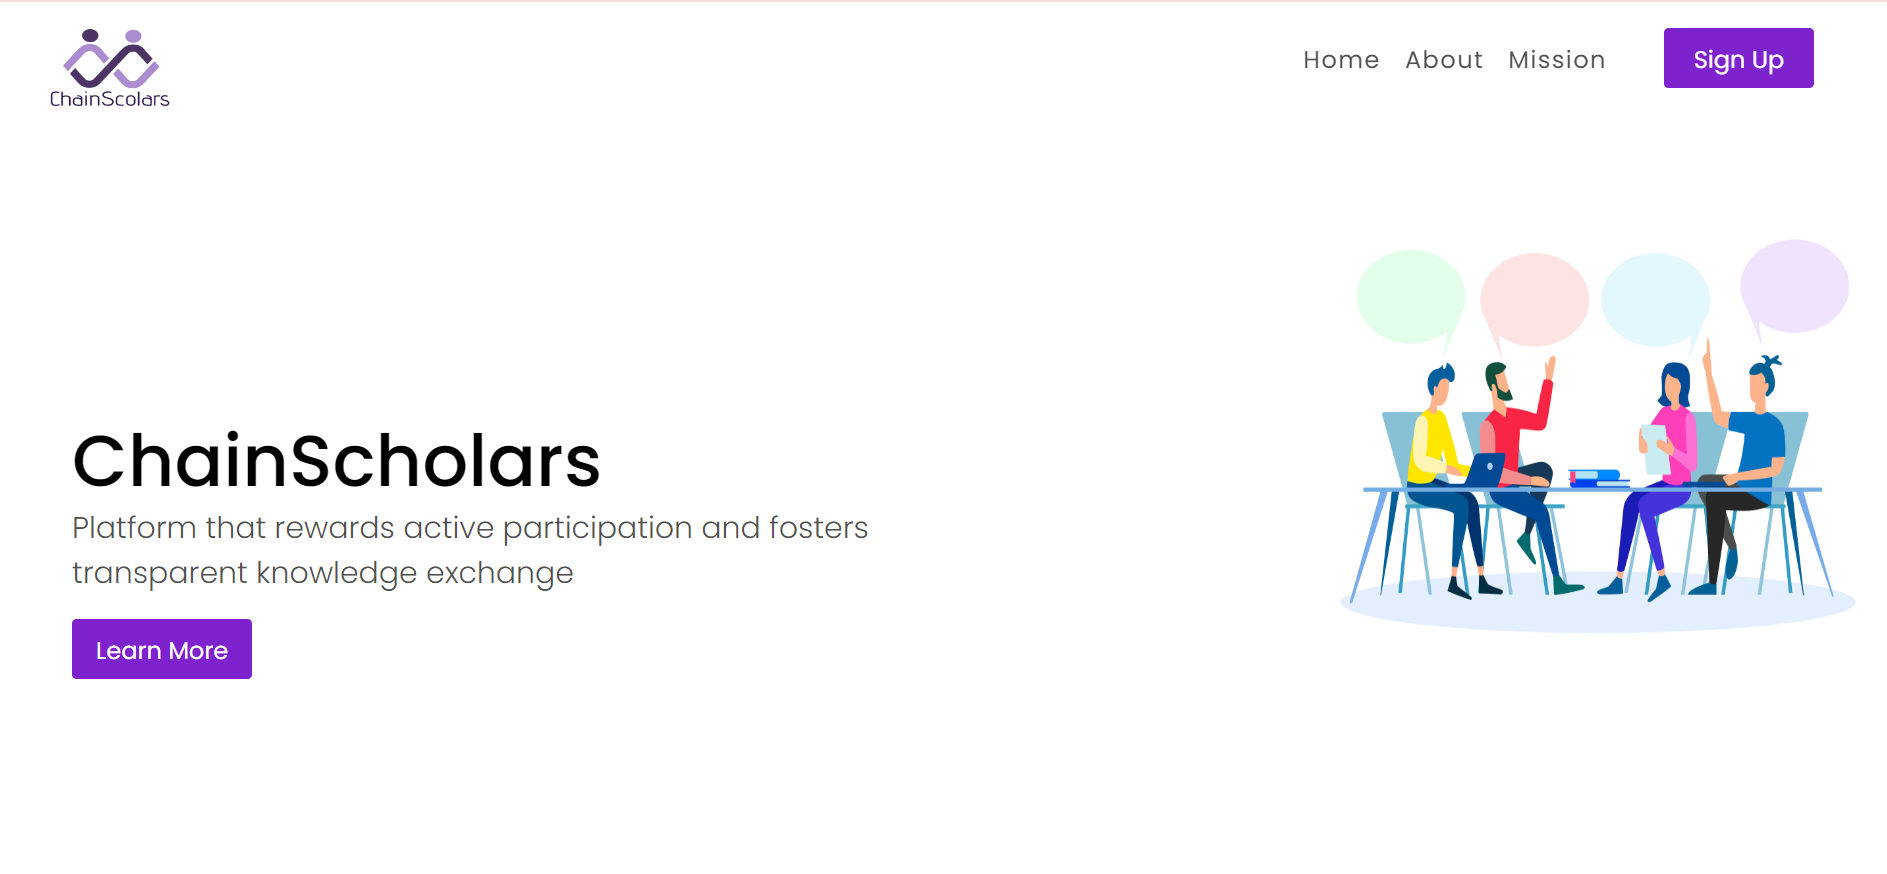 ChainScolars
Home About Mission Sign Up
ChainScholars
Platform that rewards active participation and fosters
transparent knowledge exchange
Learn More